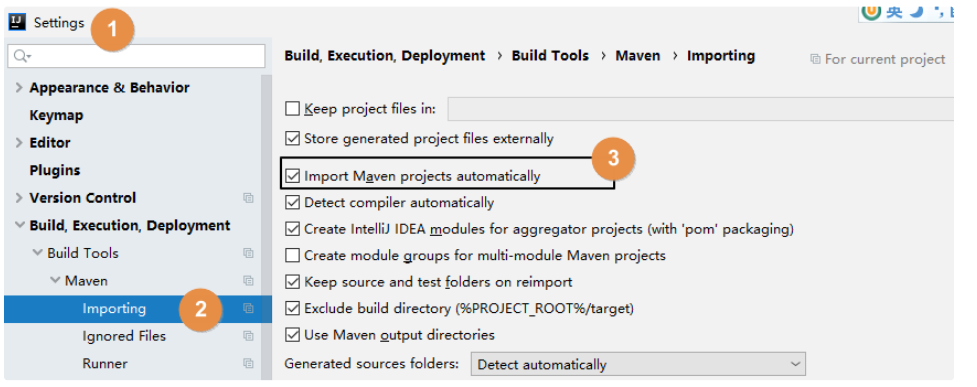 IJ Settings
1
英
Appearance & Behavior
Keymap
Editor
Plugins
Version Control
Build, Execution, Deployment
Build Tools
Maven
Importing
2
Ignored Files
Runner
Build, Execution, Deployment › Build Tools › Maven › Importing
For current project
Keep project files in:
Store generated project files externally
3
Import Maven projects automatically
Detect compiler automatically
Create IntelliJ IDEA modules for aggregator projects (with 'pom' packaging)
Create module groups for multi-module Maven projects
Keep source and test folders on reimport
Exclude build directory (%PROJECT_ROOT%/target)
Use Maven output directories
Generated sources folders: Detect automatically